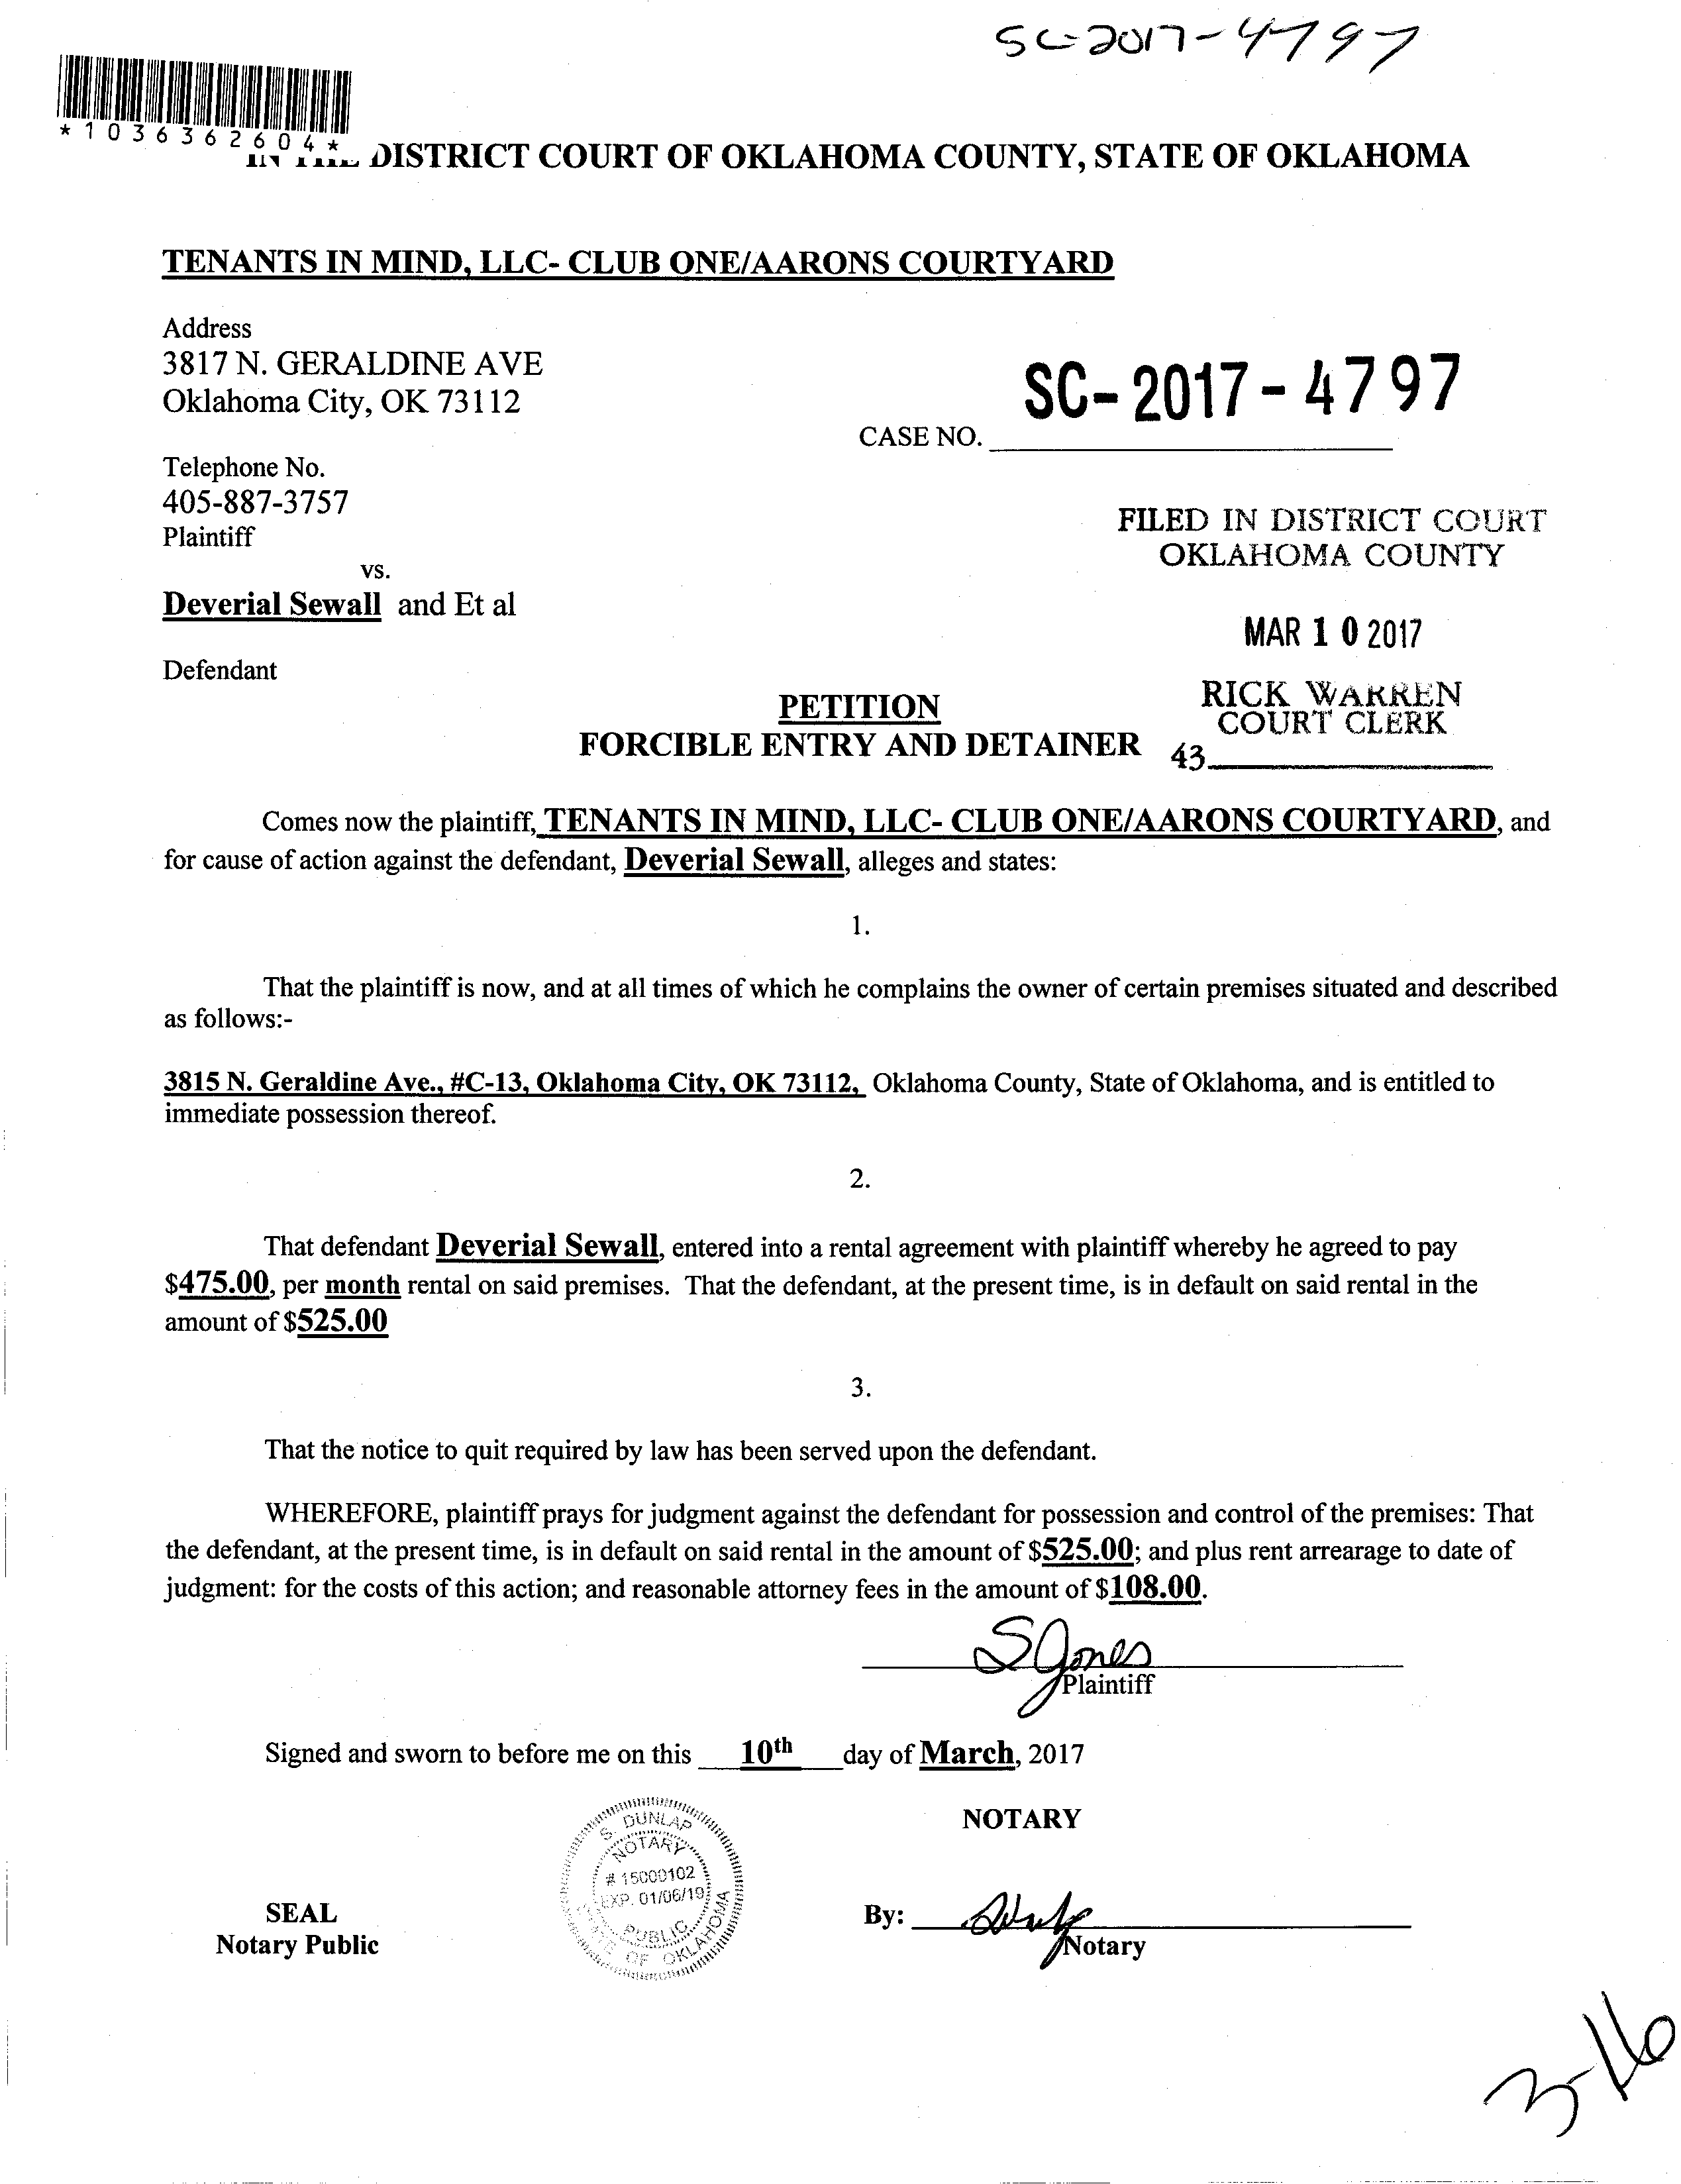 SC-2017-4797
*1036362604*
IN THE DISTRICT COURT OF OKLAHOMA COUNTY, STATE OF OKLAHOMA
TENANTS IN MIND, LLC- CLUB ONE/AARONS COURTYARD
Address
3817 N. GERALDINE AVE
Oklahoma City, OK 73112
SC-2017-4797
CASE NO.
Telephone No.
405-887-3757
Plaintiff
FILED IN DISTRICT COURT
OKLAHOMA COUNTY
vs.
Deverial Sewall and Et al
MAR 10 2017
Defendant
RICK WARREN
COURT CLERK
43
PETITION
FORCIBLE ENTRY AND DETAINER
Comes now the plaintiff, TENANTS IN MIND, LLC- CLUB ONE/AARONS COURTYARD, and
for cause of action against the defendant, Deverial Sewall, alleges and states:
1.
That the plaintiff is now, and at all times of which he complains the owner of certain premises situated and described
as follows:-
3815 N. Geraldine Ave., #C-13, Oklahoma City, OK 73112, Oklahoma County, State of Oklahoma, and is entitled to
immediate possession thereof.
2.
That defendant Deverial Sewall, entered into a rental agreement with plaintiff whereby he agreed to pay
$475.00, per month rental on said premises. That the defendant, at the present time, is in default on said rental in the
amount of $525.00
3.
That the notice to quit required by law has been served upon the defendant.
WHEREFORE, plaintiff prays for judgment against the defendant for possession and control of the premises: That
the defendant, at the present time, is in default on said rental in the amount of $525.00; and plus rent arrearage to date of
judgment: for the costs of this action; and reasonable attorney fees in the amount of $108.00.
SJones
Plaintiff
Signed and sworn to before me on this 10th day of March, 2017
NOTARY
S. DUNLAP
NOTARY
# 15000102
EXP. 01/06/19
PUBLIC
STATE OF OKLAHOMA
SEAL
Notary Public
By:
Notary
3-16